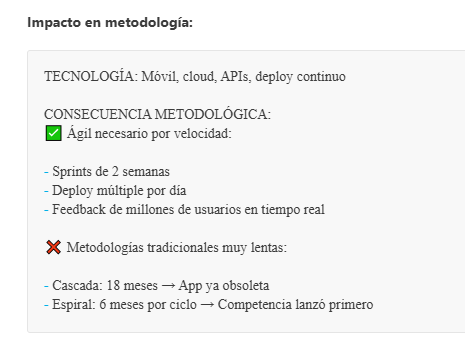 Impacto en metodología:
TECNOLOGÍA: Móvil, cloud, APIs, deploy continuo
CONSECUENCIA METODOLÓGICA:
✅ Ágil necesario por velocidad:
- Sprints de 2 semanas
- Deploy múltiple por día
- Feedback de millones de usuarios en tiempo real
❌ Metodologías tradicionales muy lentas:
- Cascada: 18 meses → App ya obsoleta
- Espiral: 6 meses por ciclo → Competencia lanzó primero